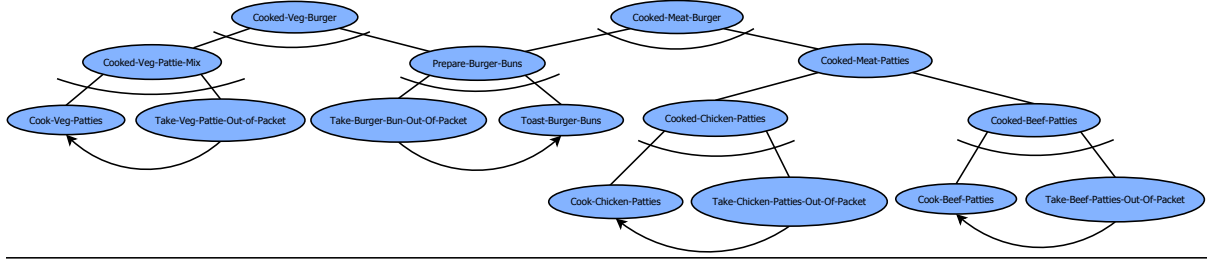 Cooked-Veg-Burger
Cooked-Meat-Burger
Cooked-Veg-Pattie-Mix
Prepare-Burger-Buns
Cooked-Meat-Patties
Cook-Veg-Patties
Take-Veg-Pattie-Out-of-Packet
Take-Burger-Bun-Out-Of-Packet
Toast-Burger-Buns
Cooked-Chicken-Patties
Cooked-Beef-Patties
Cook-Chicken-Patties
Take-Chicken-Patties-Out-Of-Packet
Cook-Beef-Patties
Take-Beef-Patties-Out-Of-Packet